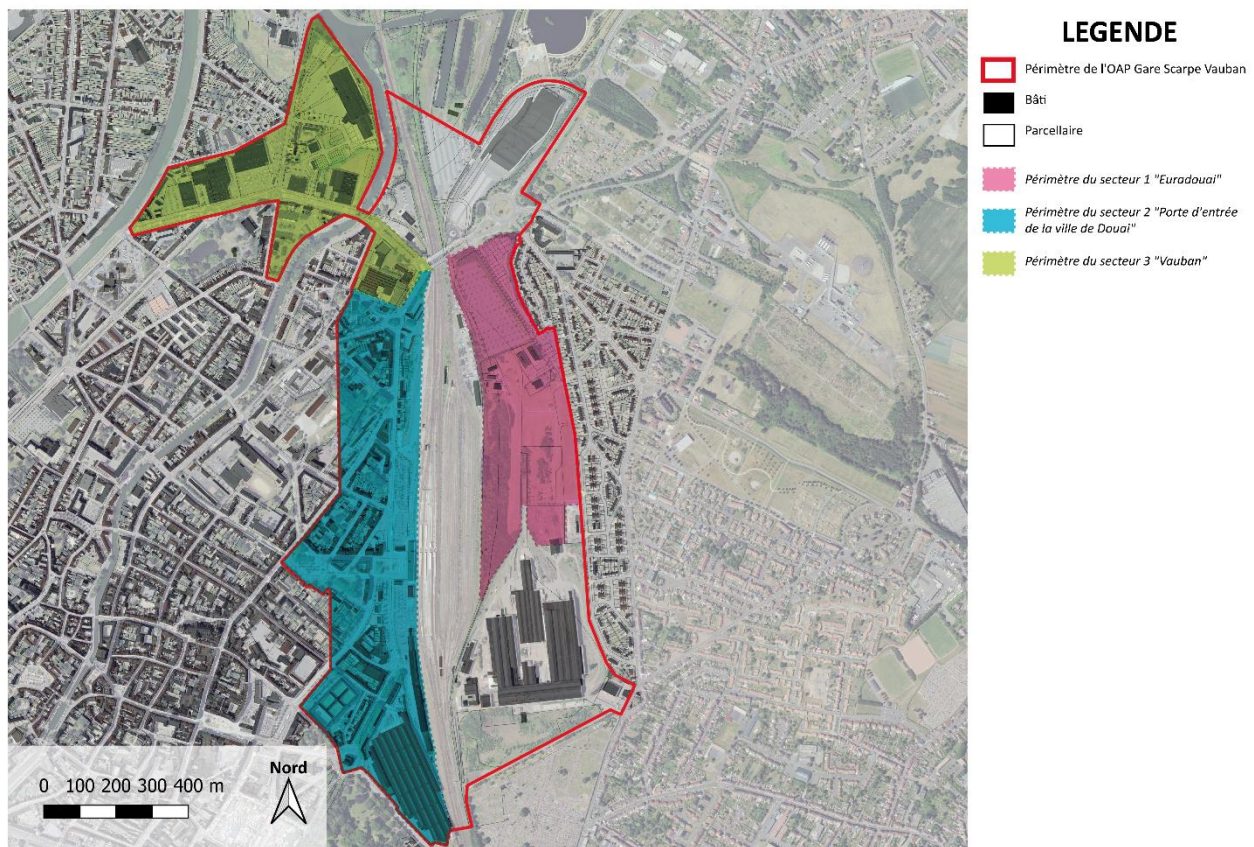 LEGENDE
Périmètre de l'OAP Gare Scarpe Vauban
Bâti
Parcellaire
Périmètre du secteur 1 "Euradouai"
Périmètre du secteur 2 "Porte d'entrée
de la ville de Douai"
Périmètre du secteur 3 "Vauban"
0 100 200 300 400 m
Nord